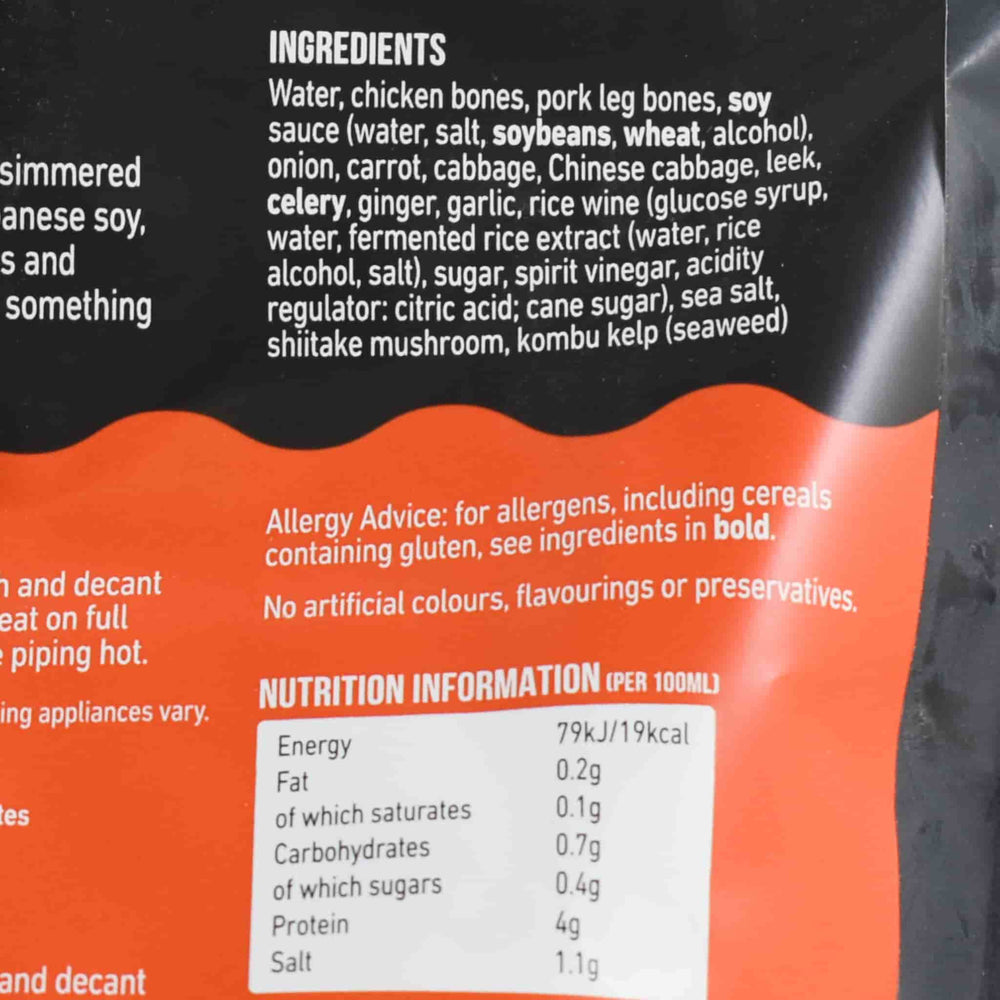 simmered
anese soy,
s and
something
and decant
eat on full
piping hot.
ing appliances vary.
tes
and decant
INGREDIENTS
Water, chicken bones, pork leg bones, soy
sauce (water, salt, soybeans, wheat, alcohol),
onion, carrot, cabbage, Chinese cabbage, leek,
celery, ginger, garlic, rice wine (glucose syrup,
water, fermented rice extract (water, rice
alcohol, salt), sugar, spirit vinegar, acidity
regulator: citric acid; cane sugar), sea salt,
shiitake mushroom, kombu kelp (seaweed)
Allergy Advice: for allergens, including cereals
containing gluten, see ingredients in bold.
No artificial colours, flavourings or preservatives.
NUTRITION INFORMATION (PER 100ML)
Energy 79kJ/19kcal
Fat 0.2g
of which saturates 0.1g
Carbohydrates 0.7g
of which sugars 0.4g
Protein 4g
Salt 1.1g